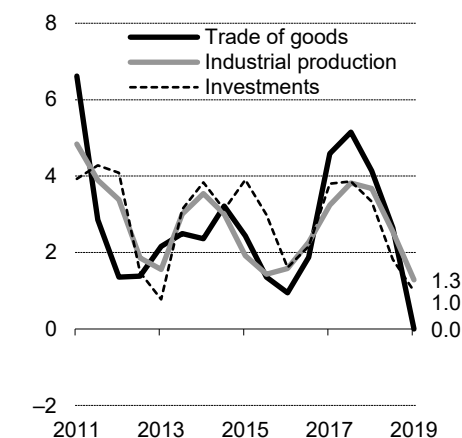 8
Trade of goods
Industrial production
Investments
6
4
2
1.3
1.0
0
0.0
–2
2011 2013 2015 2017 2019